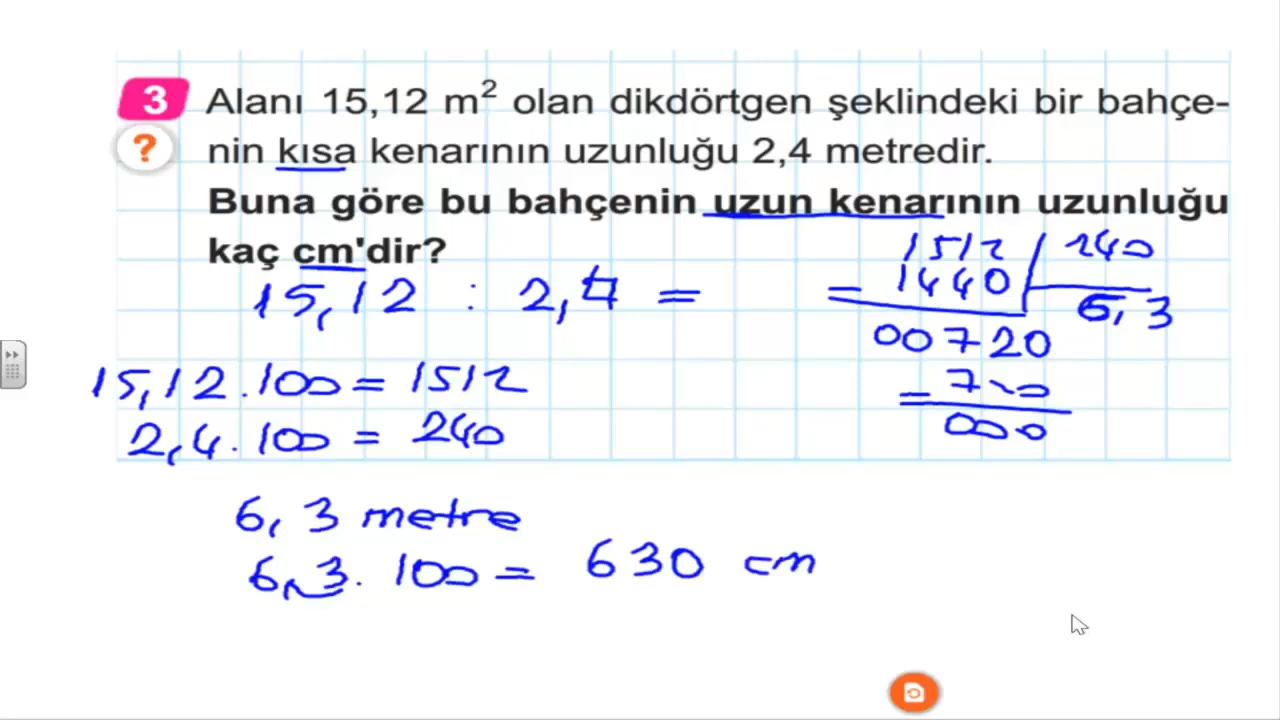 3 Alanı 15,12 m² olan dikdörtgen şeklindeki bir bahçe-
? nin kısa kenarının uzunluğu 2,4 metredir.
Buna göre bu bahçenin uzun kenarının uzunluğu
kaç cm'dir?
15,12 : 2,4 =
15,12 . 100 = 1512
2,4 . 100 = 240
1512 240
- 1440 6,3
00720
= 720
000
6,3 metre
6,3 . 100 = 630 cm